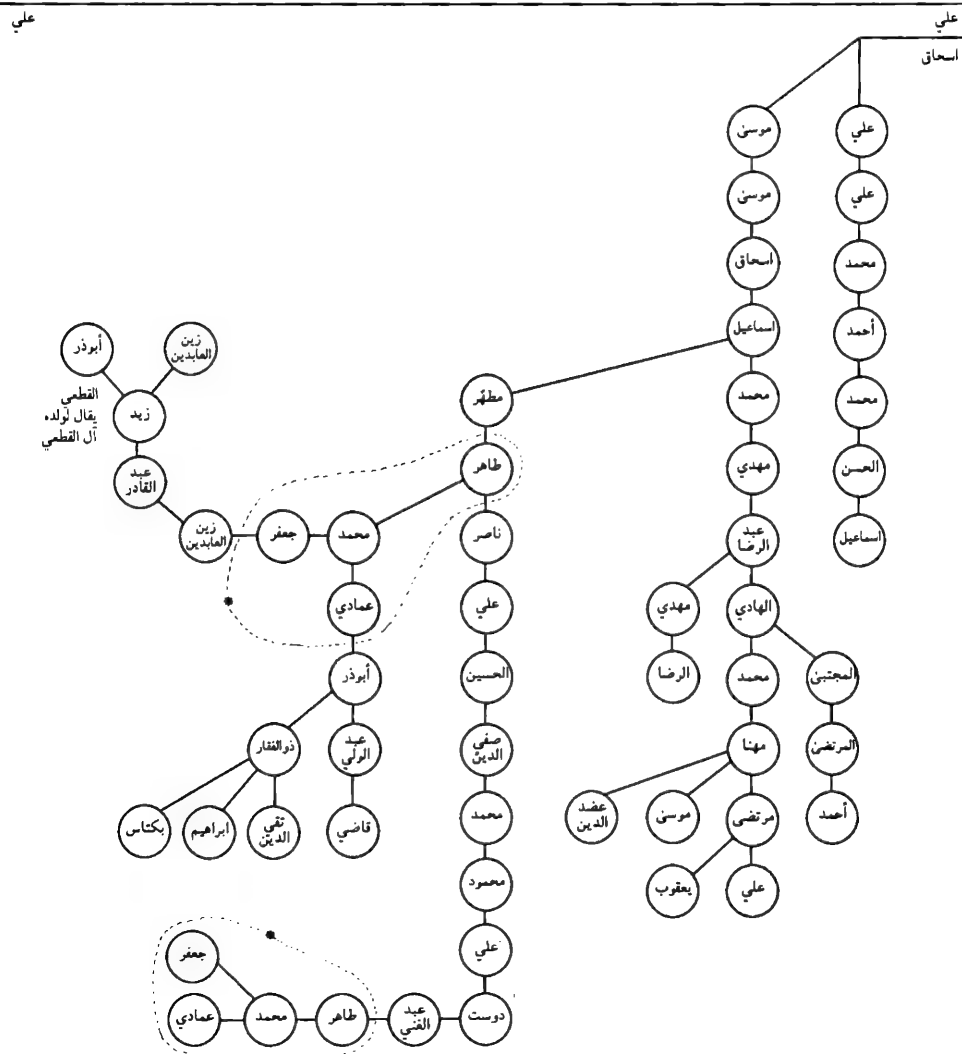 علي
علي
اسحاق
علي
موسى
علي
موسى
محمد
اسحاق
أحمد
اسماعيل
زين
العابدين
أبوذر
محمد
محمد
مطهّر
القطعي
يقال لولده
آل القطعي
زيد
الحسن
مهدي
طاهر
عبد
القادر
اسماعيل
عبد
الرضا
ناصر
محمد
جعفر
زين
العابدين
الهادي
مهدي
علي
عمادي
المجتبى
محمد
الرضا
الحسين
أبوذر
المرتضى
مهنا
صفي
الدين
عبد
الولي
ذوالفقار
أحمد
مرتضى
موسى
عضد
الدين
محمد
قاضي
تقي
الدين
ابراهيم
بكتاس
علي
يعقوب
محمود
علي
جعفر
دوست
عبد
الغني
طاهر
محمد
عمادي